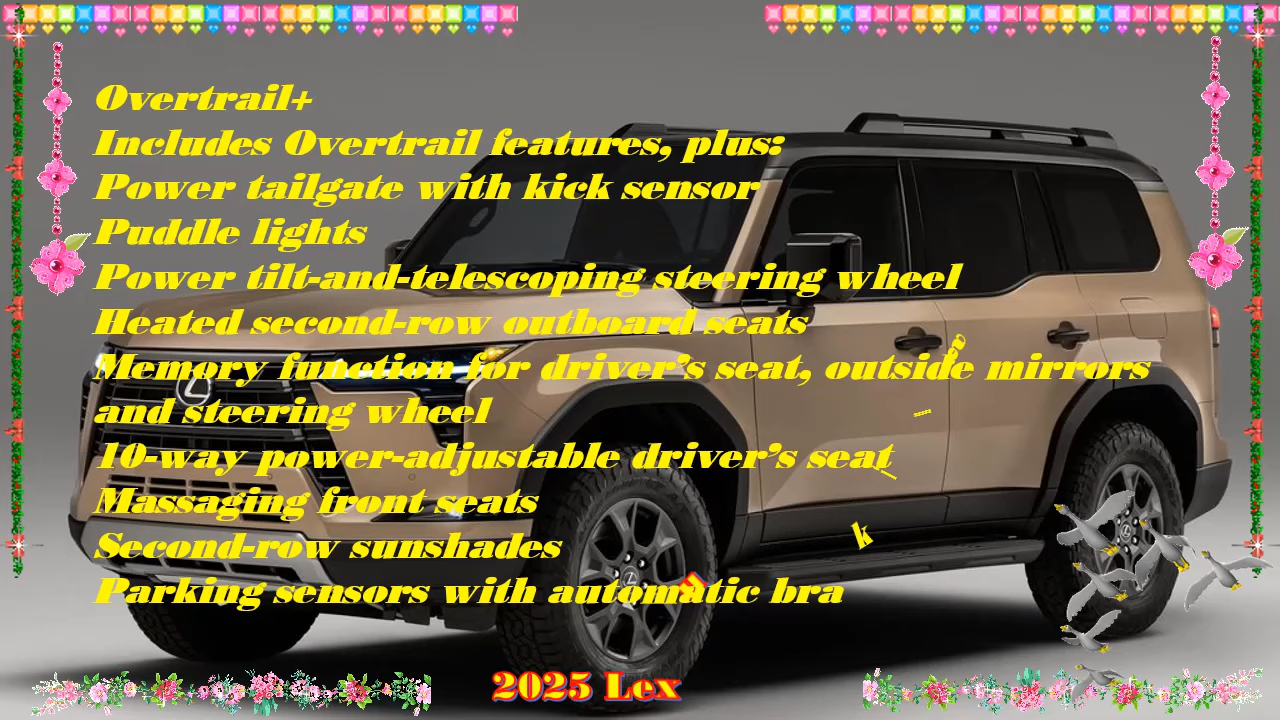 Overtrail+
Includes Overtrail features, plus:
Power tailgate with kick sensor
Puddle lights
Power tilt-and-telescoping steering wheel
Heated second-row outboard seats
Memory function for driver’s seat, outside mirrors
and steering wheel
10-way power-adjustable driver’s seat
Massaging front seats
Second-row sunshades
Parking sensors with automatic bra
k
2025 Lex